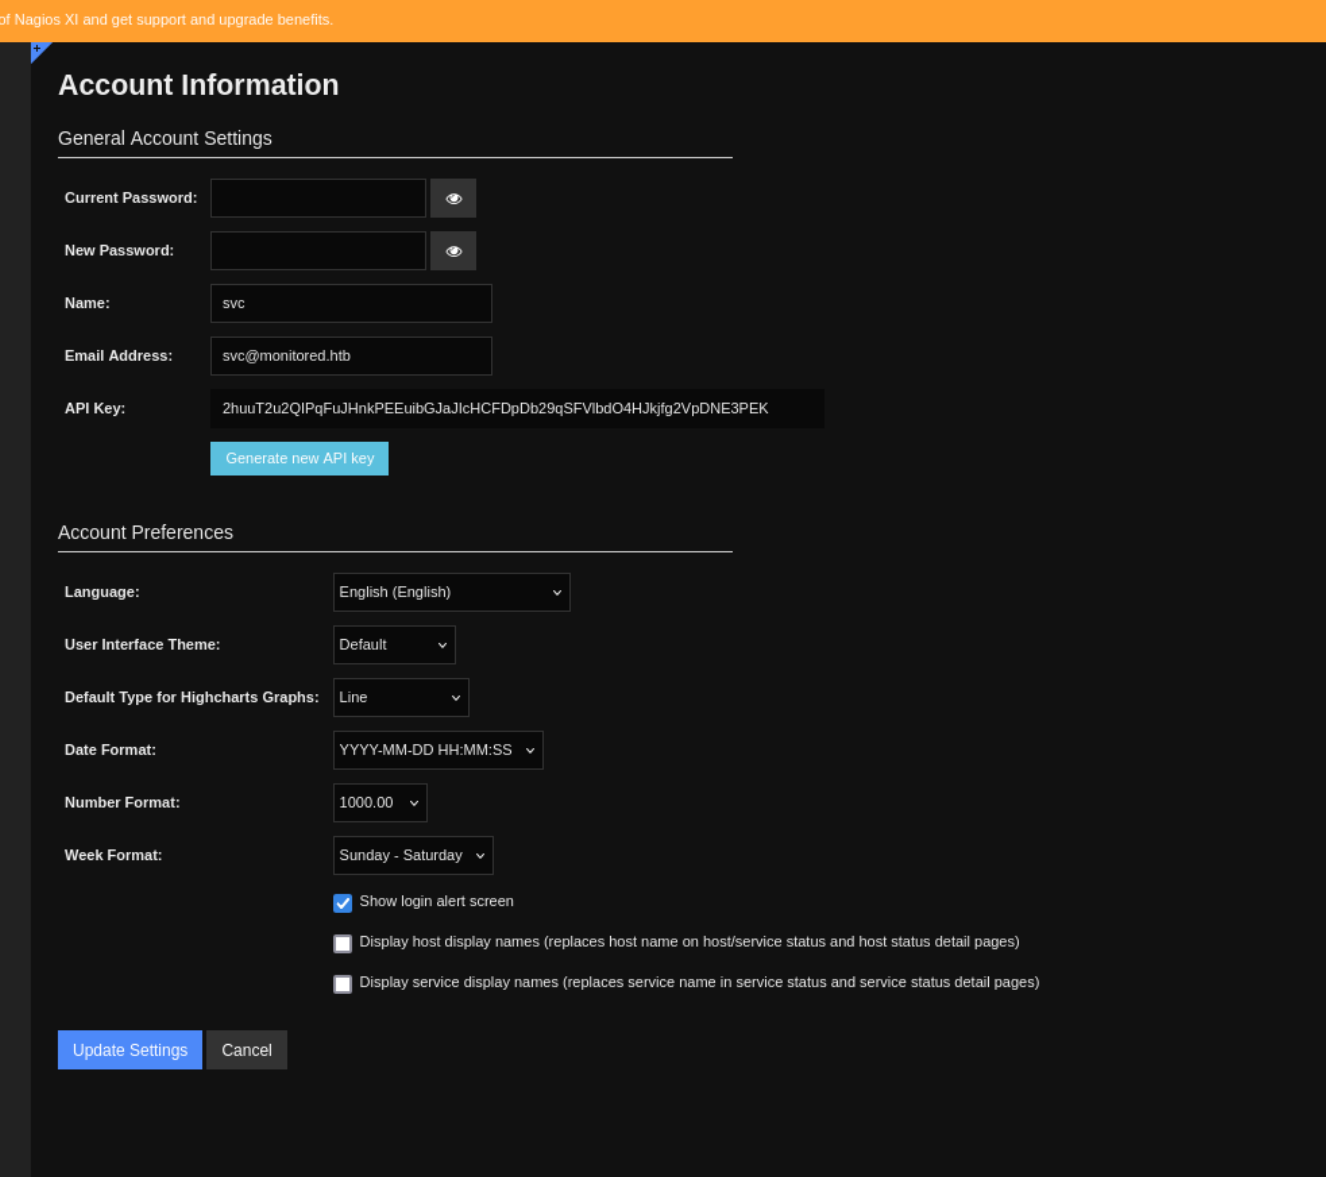 of Nagios XI and get support and upgrade benefits.
+
Account Information
General Account Settings
Current Password:
New Password:
Name: svc
Email Address: svc@monitored.htb
API Key: 2huuT2u2QIPqFuJHnkPEEuibGJaJIcHCFDpDb29qSFVlbdO4HJkjfg2VpDNE3PEK
Generate new API key
Account Preferences
Language: English (English)
User Interface Theme: Default
Default Type for Highcharts Graphs: Line
Date Format: YYYY-MM-DD HH:MM:SS
Number Format: 1000.00
Week Format: Sunday - Saturday
Show login alert screen
Display host display names (replaces host name on host/service status and host status detail pages)
Display service display names (replaces service name in service status and service status detail pages)
Update Settings Cancel